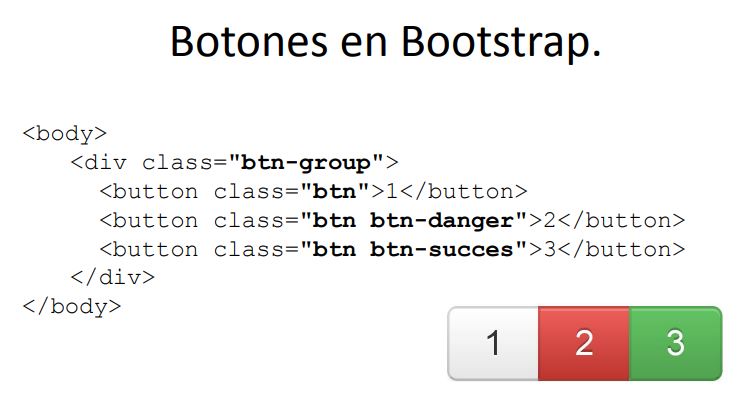 Botones en Bootstrap.
<body>
<div class="btn-group">
<button class="btn">1</button>
<button class="btn btn-danger">2</button>
<button class="btn btn-succes">3</button>
</div>
</body>
1 2 3